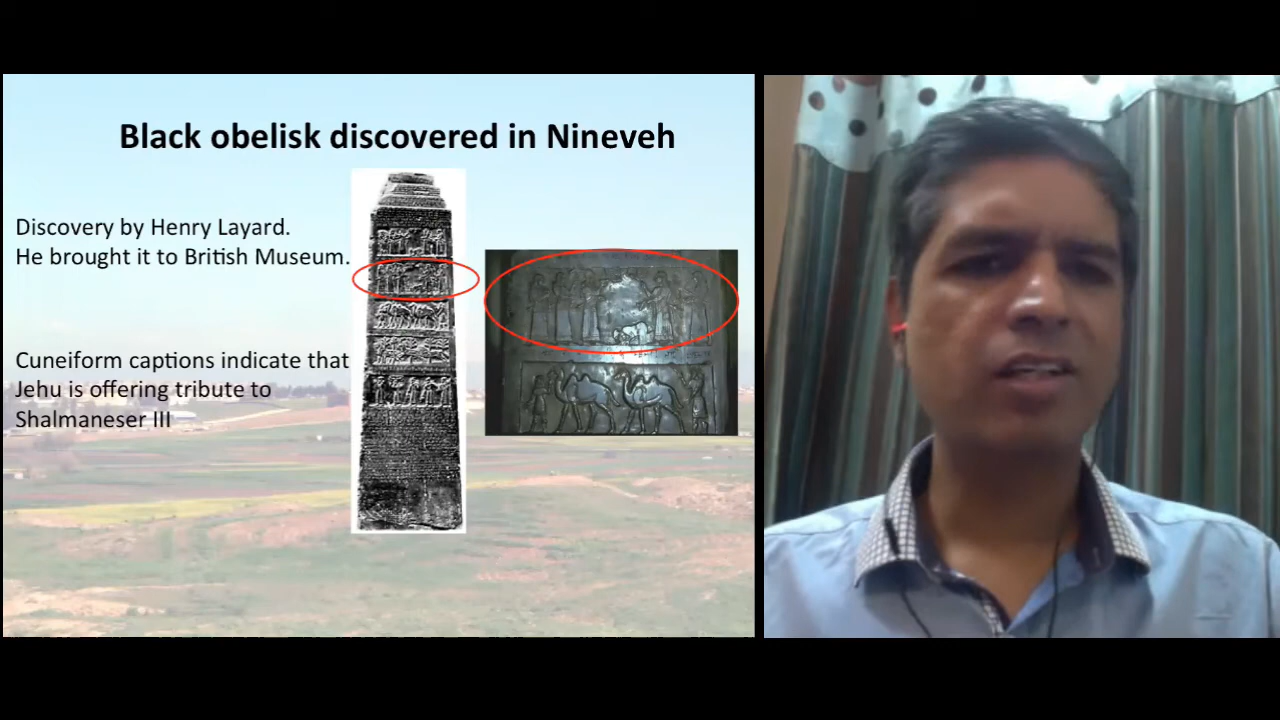 Black obelisk discovered in Nineveh
Discovery by Henry Layard.
He brought it to British Museum.
Cuneiform captions indicate that
Jehu is offering tribute to
Shalmaneser III